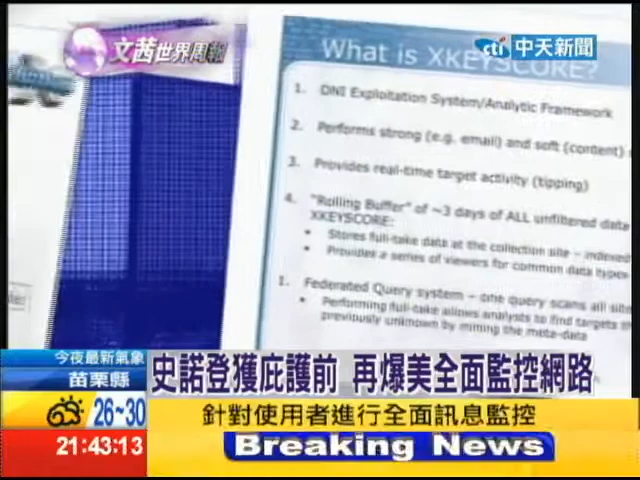 文茜世界周報
cti 中天新聞
What is XKEYSCORE?
1. DNI Exploitation System/Analytic Framework
2. Performs strong (e.g. email) and soft (content)
3. Provides real-time target activity (tipping)
4. "Rolling Buffer" of ~3 days of ALL unfiltered data
XKEYSCORE:
• Stores full-take data at the collection site – indexed
• Provides a series of viewers for common data types
1. Federated Query system – one query scans all site
• Performing full-take allows analysts to find targets
previously unknown by mining the meta-data
今夜最新氣象
苗栗縣
26~30
21:43:13
史諾登獲庇護前 再爆美全面監控網路
針對使用者進行全面訊息監控
Breaking News